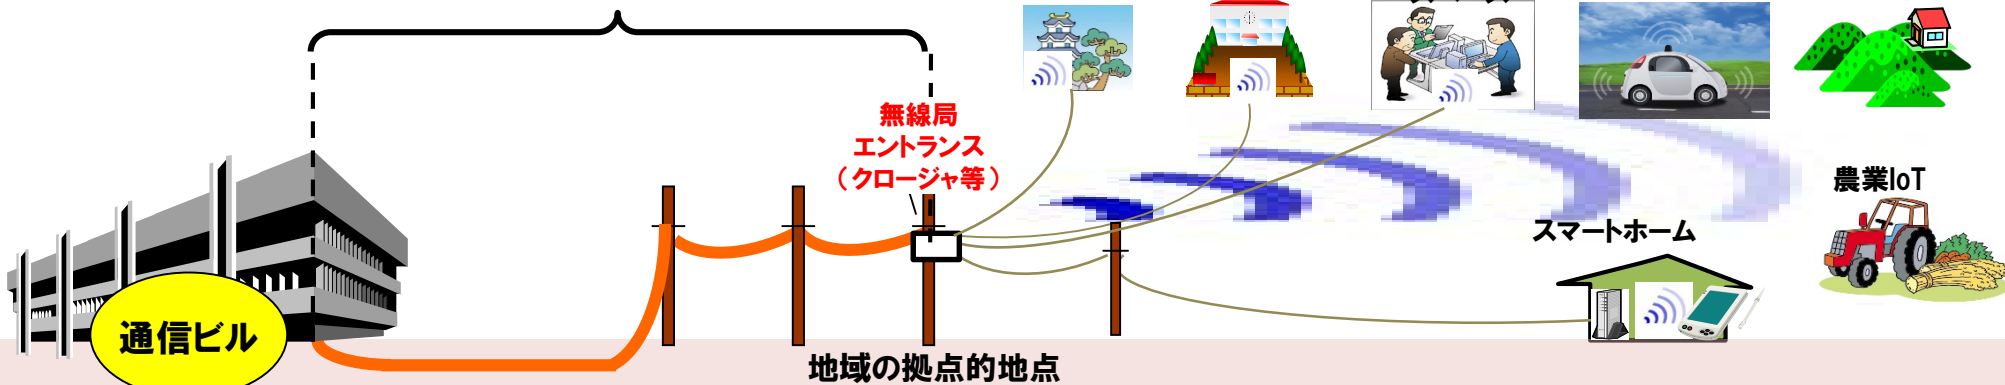 無線局
エントランス
（クロージャ等）
農業IoT
スマートホーム
通信ビル
地域の拠点的地点